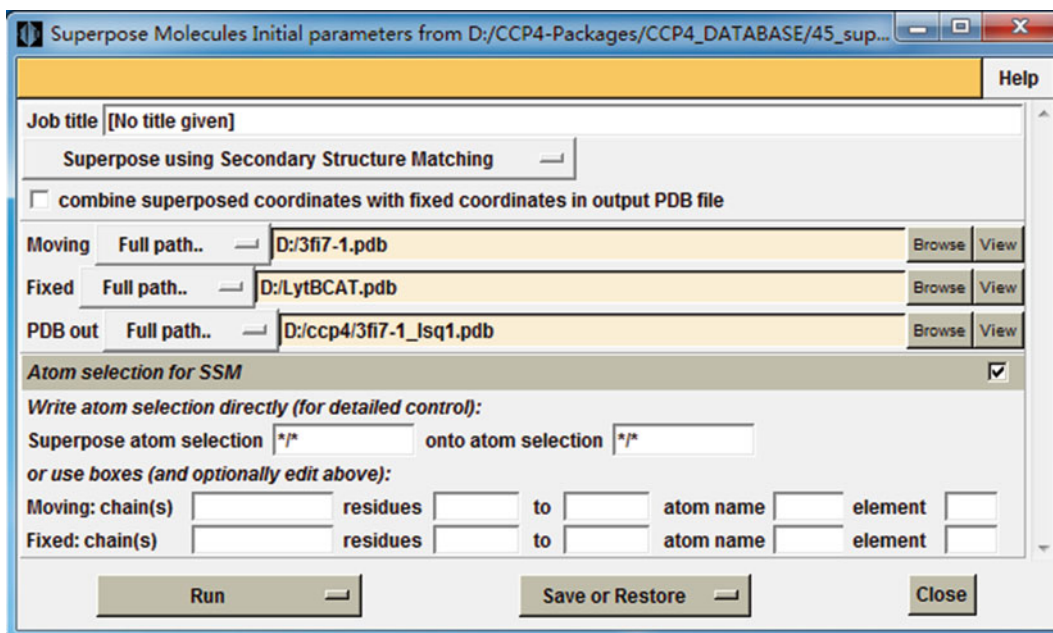 Superpose Molecules Initial parameters from D:/CCP4-Packages/CCP4_DATABASE/45_sup...
Help
Job title [No title given]
Superpose using Secondary Structure Matching
combine superposed coordinates with fixed coordinates in output PDB file
Moving Full path.. D:/3fi7-1.pdb Browse View
Fixed Full path.. D:/LytBCAT.pdb Browse View
PDB out Full path.. D:/ccp4/3fi7-1_lsq1.pdb Browse View
Atom selection for SSM
Write atom selection directly (for detailed control):
Superpose atom selection */* onto atom selection */*
or use boxes (and optionally edit above):
Moving: chain(s) residues to atom name element
Fixed: chain(s) residues to atom name element
Run Save or Restore Close